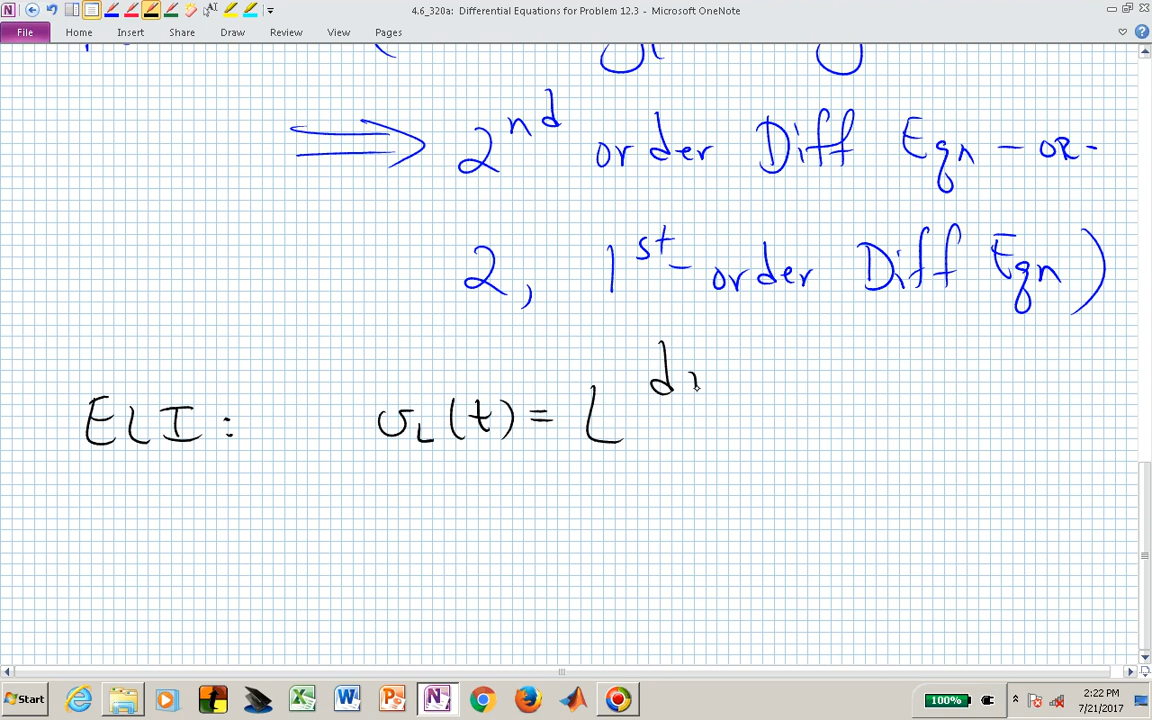 4.6_320a: Differential Equations for Problem 12.3 - Microsoft OneNote
File Home Insert Share Draw Review View Pages
⇒ 2nd order Diff Eqn - or -
2, 1st-order Diff Eqn)
ELI: v_L(t) = L d
100%
2:22 PM
7/21/2017
Start